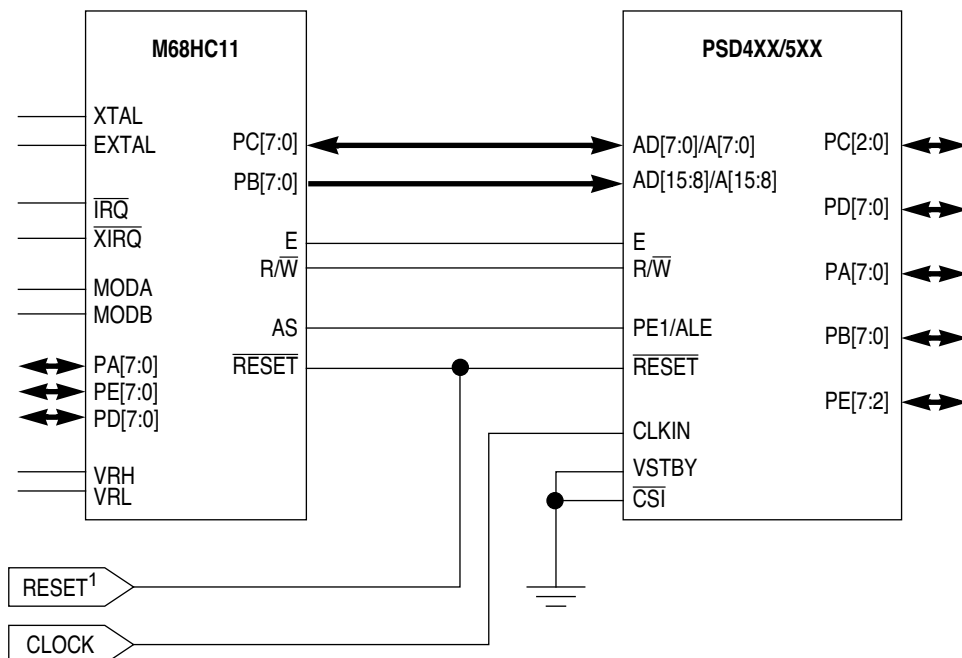 M68HC11
XTAL
EXTAL
IRQ
XIRQ
MODA
MODB
PA[7:0]
PE[7:0]
PD[7:0]
VRH
VRL
PC[7:0]
PB[7:0]
E
R/W
AS
RESET
PSD4XX/5XX
AD[7:0]/A[7:0]
AD[15:8]/A[15:8]
E
R/W
PE1/ALE
RESET
CLKIN
VSTBY
CSI
PC[2:0]
PD[7:0]
PA[7:0]
PB[7:0]
PE[7:2]
RESET¹
CLOCK